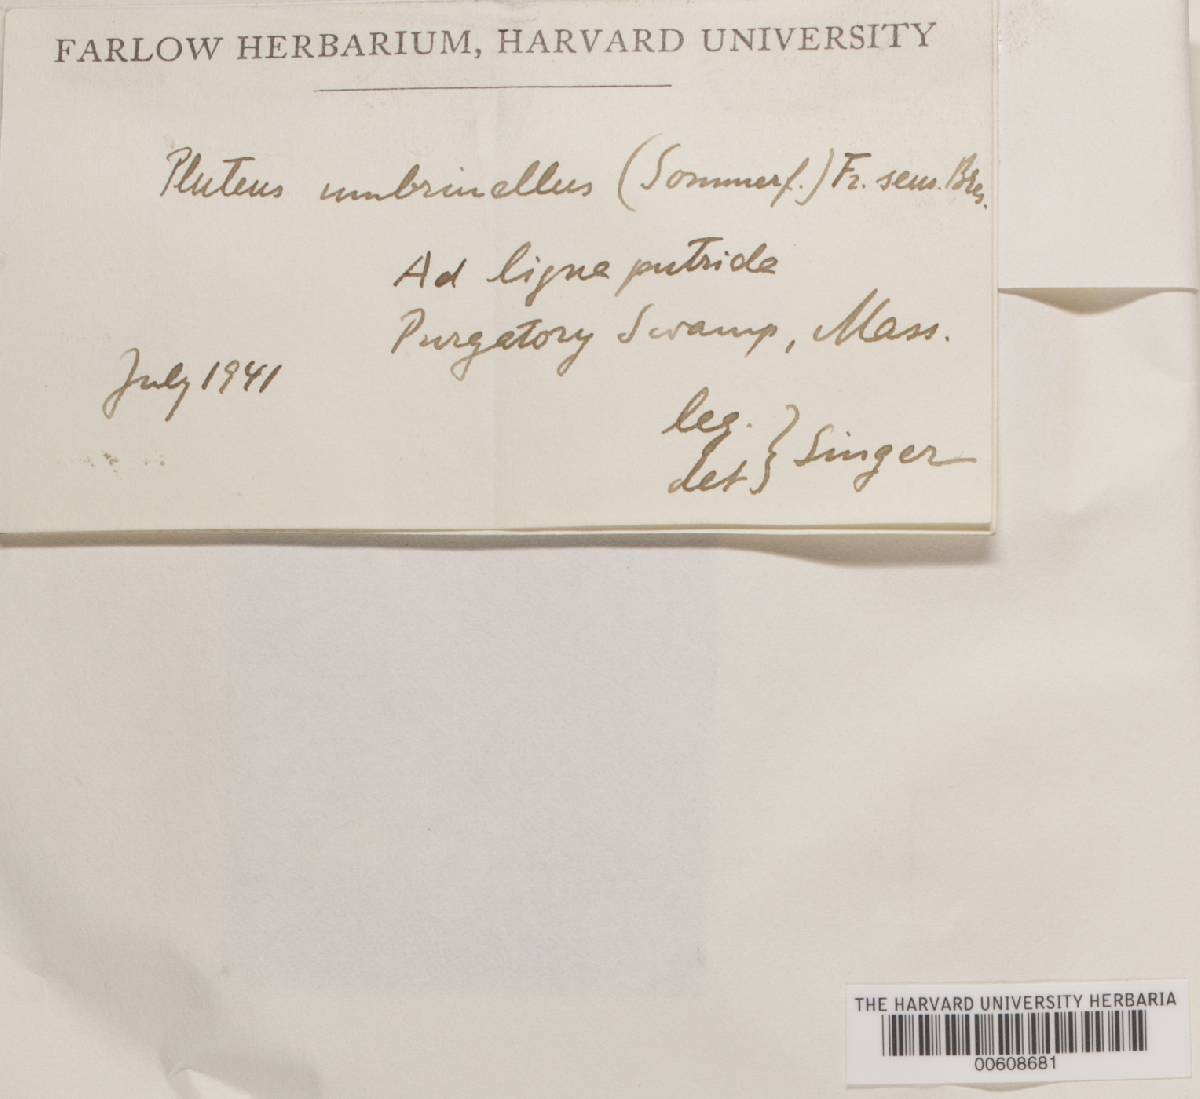 FARLOW HERBARIUM, HARVARD UNIVERSITY
Pluteus umbrinellus (Sommerf.) Fr. sens. Bres.
Ad ligna putrida
Purgatory Swamp, Mass.
July 1941
leg.
det } Singer
THE HARVARD UNIVERSITY HERBARIA
00608681